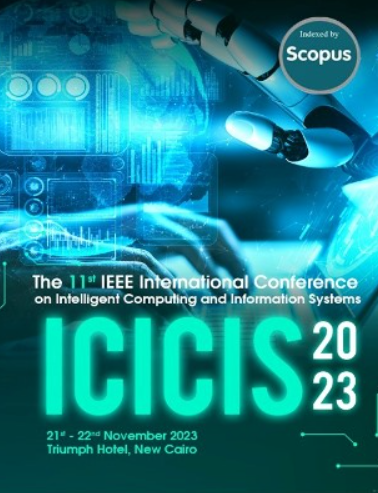 Indexed by
Scopus
The 11st IEEE International Conference
on Intelligent Computing and Information Systems
ICICIS 20
23
21st - 22nd November 2023
Triumph Hotel, New Cairo